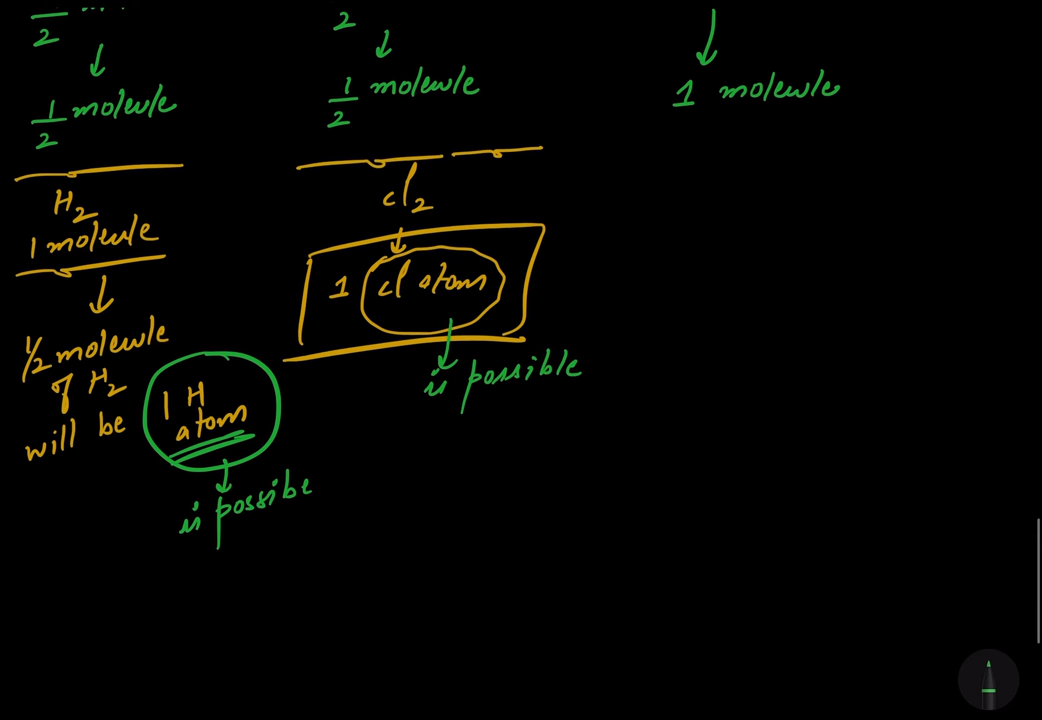 1/2 molecule
H2
1 molecule
1/2 molecule
of H2
will be
1 H
atom
is possible
2
1/2 molecule
cl2
1 cl atom
is possible
1 molecule